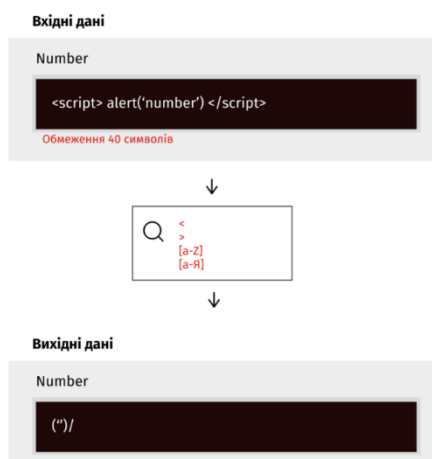 Вхідні дані
Number
<script> alert(‘number’) </script>
Обмеження 40 символів
<
>
[a-Z]
[а-Я]
Вихідні дані
Number
(‘’)/